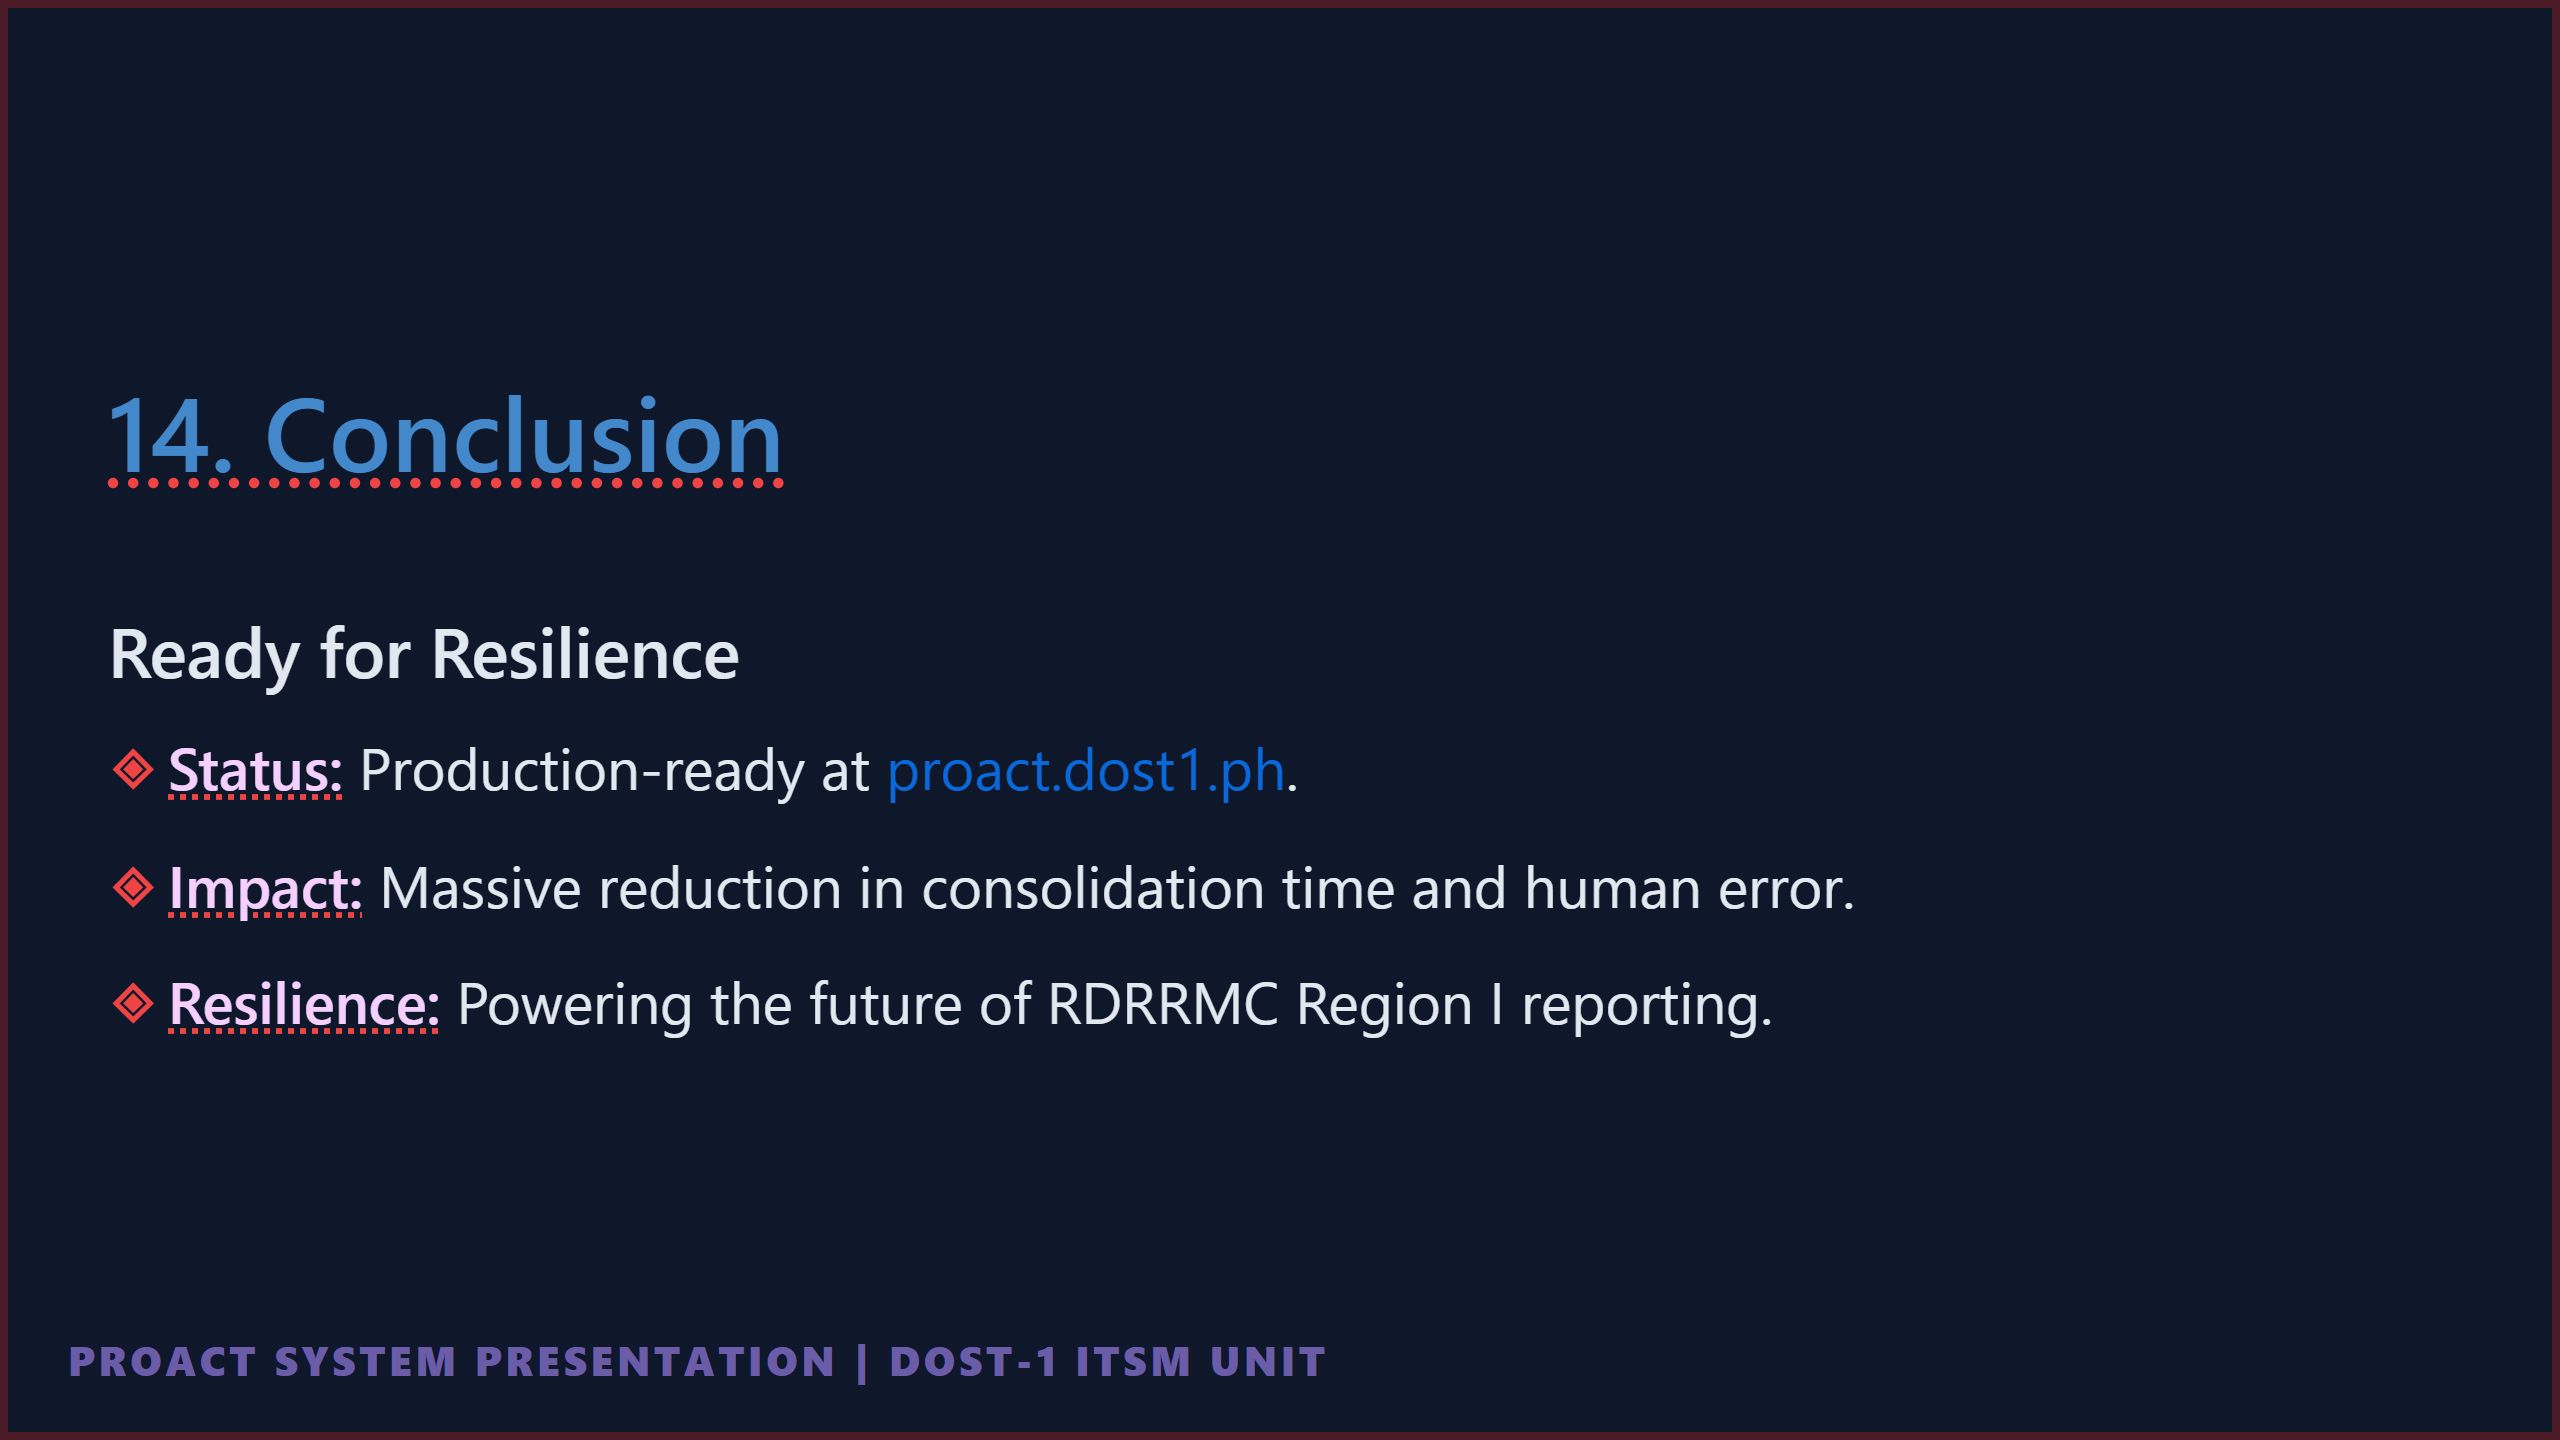 14. Conclusion
Ready for Resilience
Status: Production-ready at proact.dost1.ph.
Impact: Massive reduction in consolidation time and human error.
Resilience: Powering the future of RDRRMC Region I reporting.
PROACT SYSTEM PRESENTATION | DOST-1 ITSM UNIT